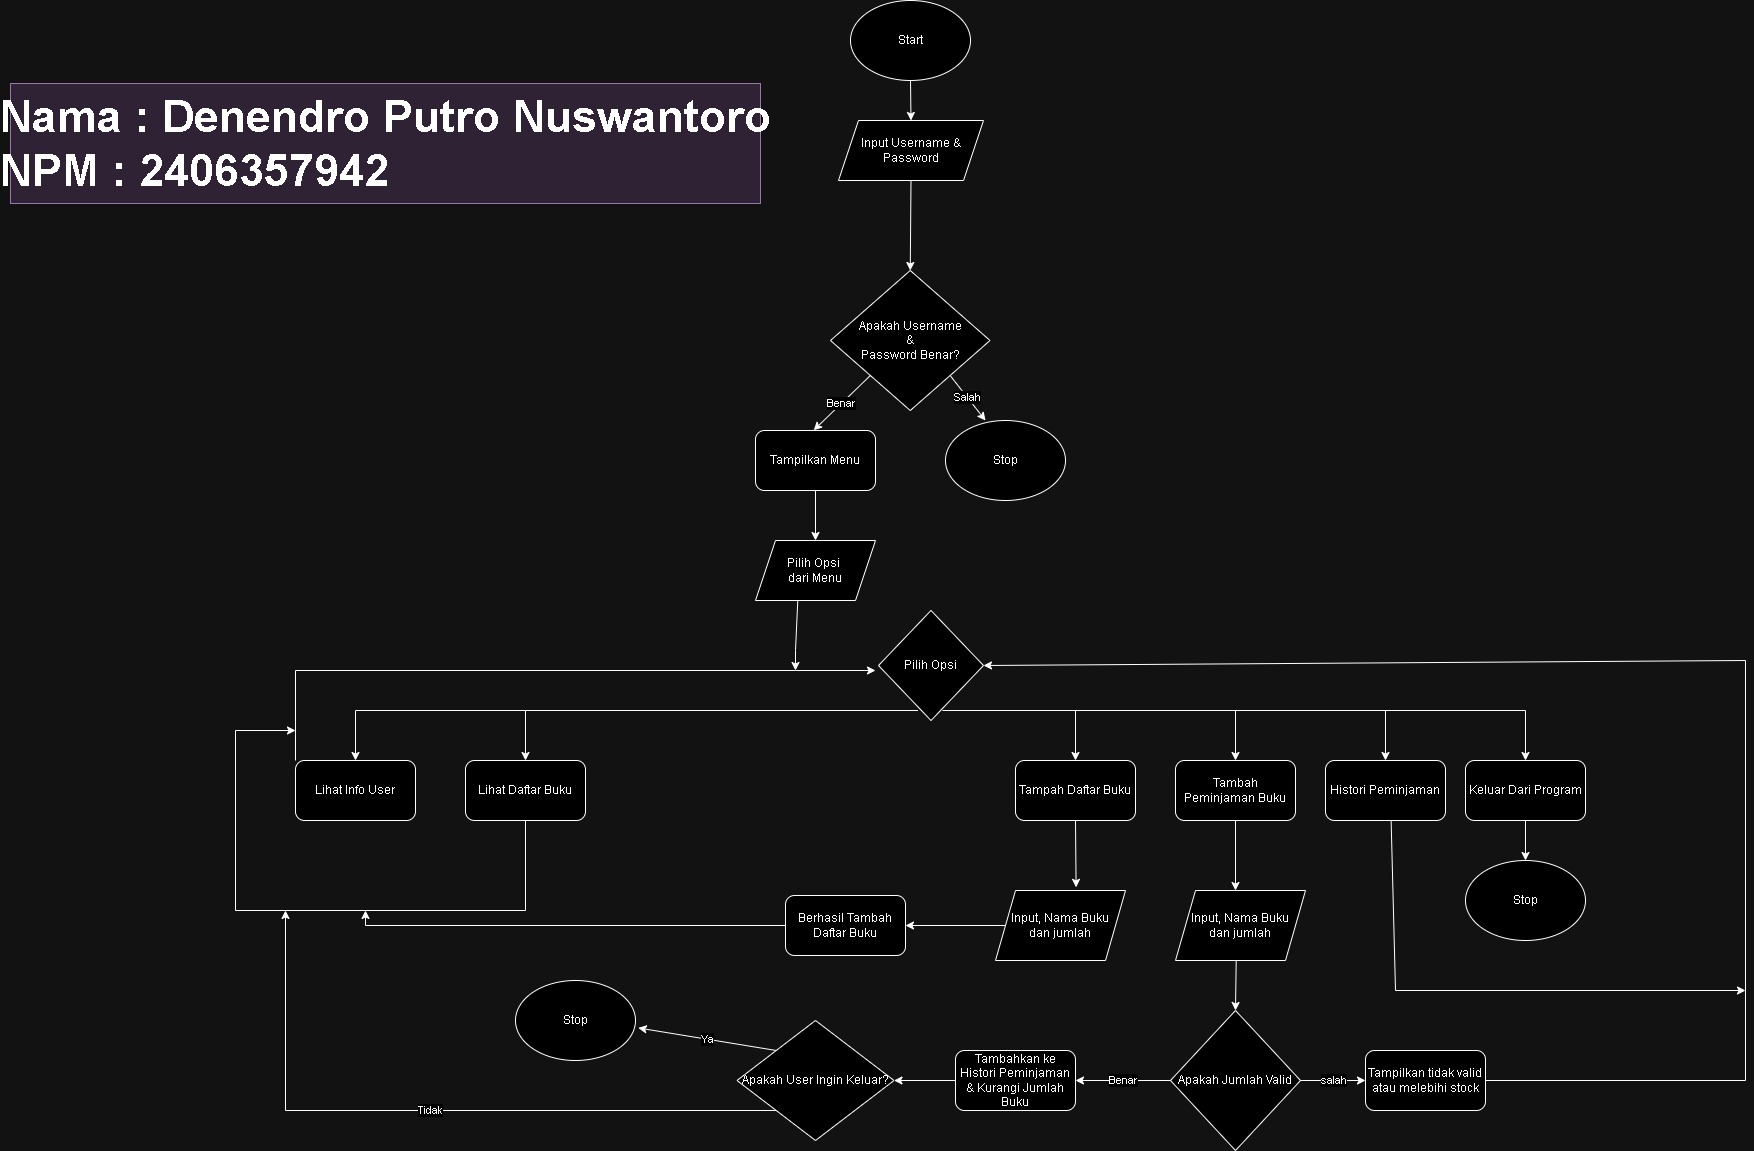 Start
Nama : Denendro Putro Nuswantoro
NPM : 2406357942
Input Username &
Password
Apakah Username
&
Password Benar?
Benar
Salah
Tampilkan Menu
Stop
Pilih Opsi
dari Menu
Pilih Opsi
Lihat Info User
Lihat Daftar Buku
Tampah Daftar Buku
Tambah
Peminjaman Buku
Histori Peminjaman
Keluar Dari Program
Berhasil Tambah
Daftar Buku
Input, Nama Buku
dan jumlah
Input, Nama Buku
dan jumlah
Stop
Stop
Ya
Apakah User Ingin Keluar?
Tambahkan ke
Histori Peminjaman
& Kurangi Jumlah
Buku
Benar
Apakah Jumlah Valid
salah
Tampilkan tidak valid
atau melebihi stock
Tidak